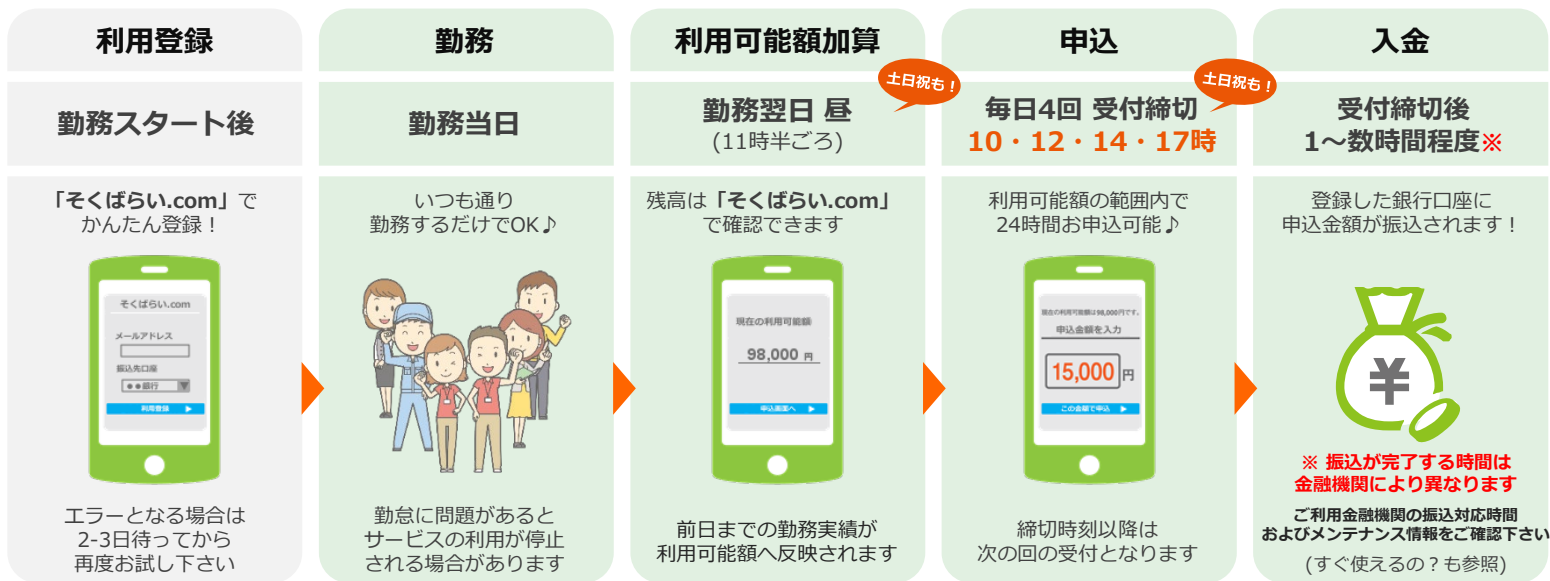 利用登録
勤務スタート後
「そくばらい.com」で
かんたん登録！
そくばらい.com
メールアドレス
振込先口座
●●銀行 ▼
利用登録 ▶
エラーとなる場合は
2-3日待ってから
再度お試し下さい
勤務
勤務当日
いつも通り
勤務するだけでOK♪
勤怠に問題があると
サービスの利用が停止
される場合があります
利用可能額加算
土日祝も！
勤務翌日 昼
(11時半ごろ)
残高は「そくばらい.com」
で確認できます
現在の利用可能額
98,000 円
申込画面へ ▶
前日までの勤務実績が
利用可能額へ反映されます
申込
土日祝も！
毎日4回 受付締切
10・12・14・17時
利用可能額の範囲内で
24時間お申込可能♪
現在の利用可能額は98,000円です。
申込金額を入力
15,000 円
この金額で申込 ▶
締切時刻以降は
次の回の受付となります
入金
受付締切後
1～数時間程度※
登録した銀行口座に
申込金額が振込されます！
¥
※ 振込が完了する時間は
金融機関により異なります
ご利用金融機関の振込対応時間
およびメンテナンス情報をご確認下さい
(すぐ使えるの？も参照)